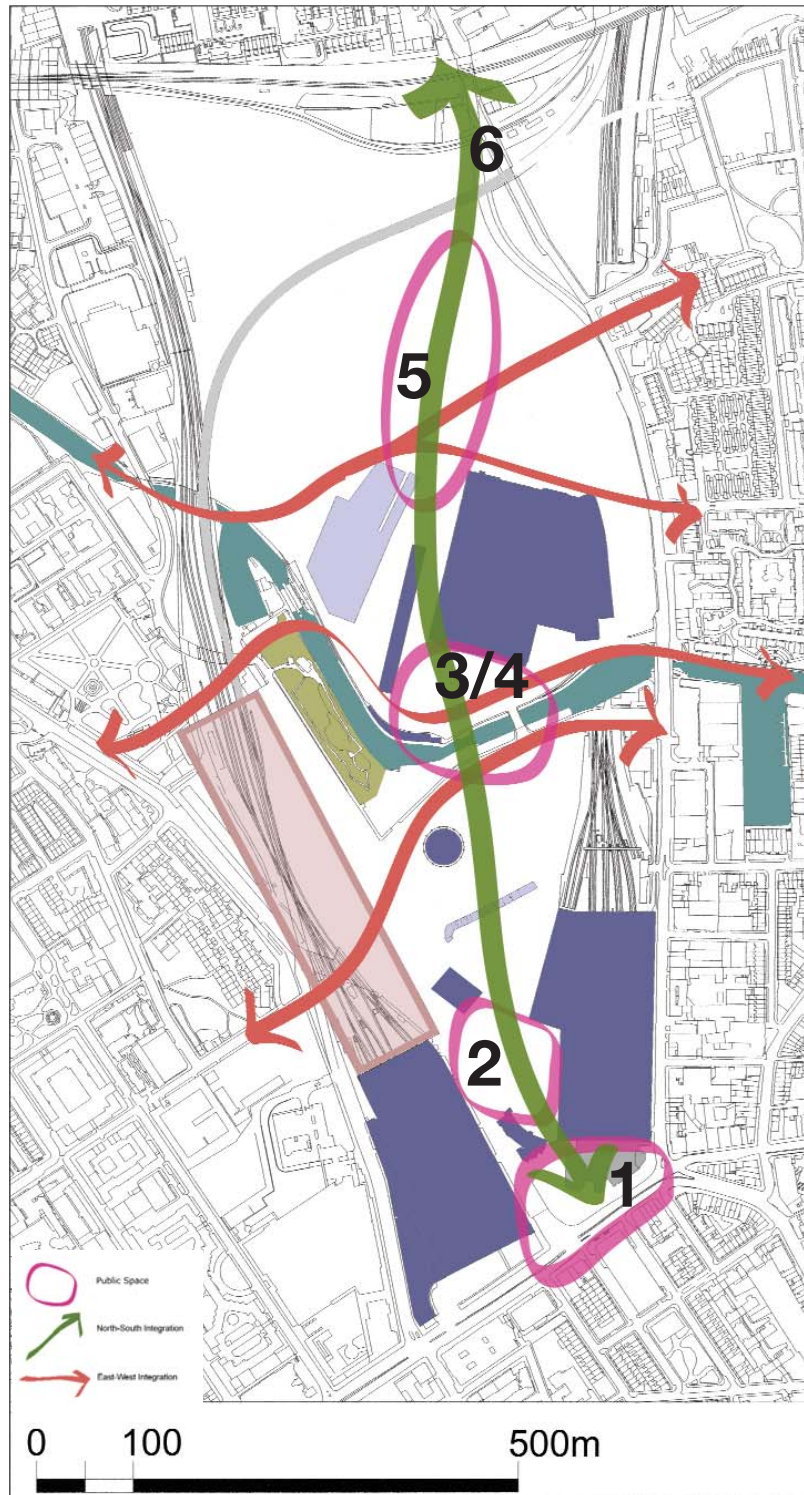 6
5
3/4
2
1
Public Space
North-South Integration
East-West Integration
0 100 500m